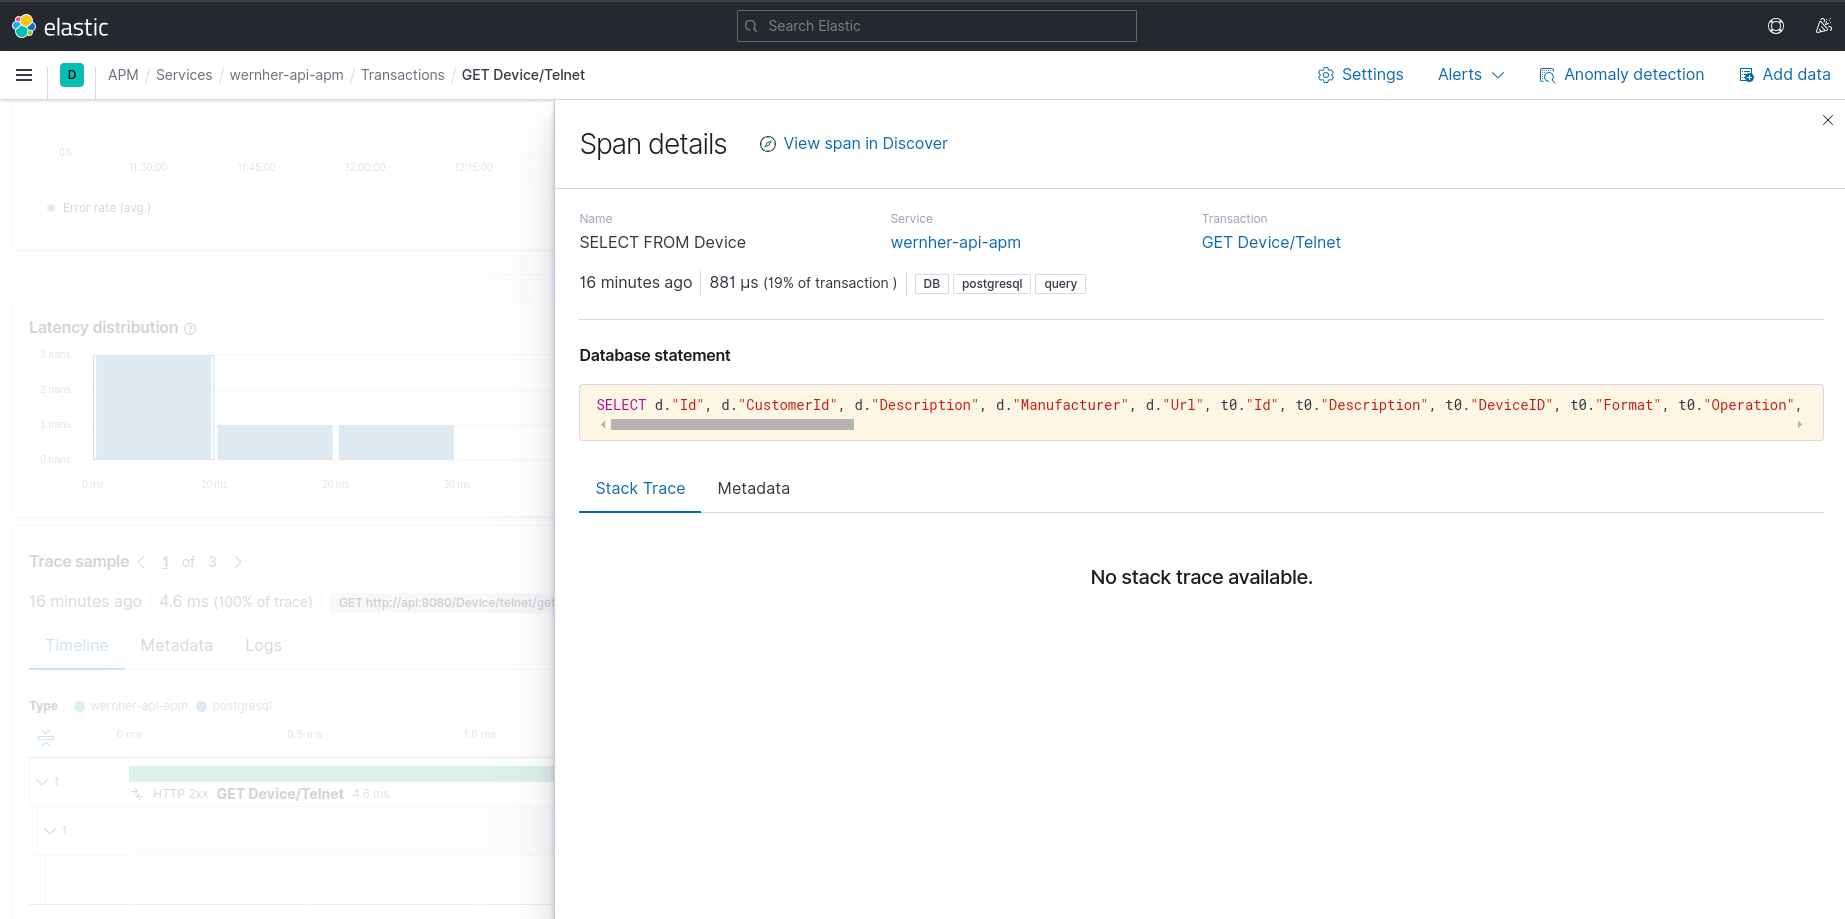 elastic
Search Elastic
D
APM / Services / wernher-api-apm / Transactions / GET Device/Telnet
Settings
Alerts
Anomaly detection
Add data
0%
11:30:00 11:45:00 12:00:00 12:15:00
Error rate (avg.)
Latency distribution
3 trans.
2 trans.
1 trans.
0 trans.
0 ms 10 ms 20 ms 30 ms
Trace sample 1 of 3
16 minutes ago 4.6 ms (100% of trace) GET http://api:8080/Device/telnet/get
Timeline Metadata Logs
Type wernher-api-apm postgresql
0 ms 0.5 ms 1.0 ms
1
HTTP 2xx GET Device/Telnet 4.6 ms
1
Span details
View span in Discover
Name Service Transaction
SELECT FROM Device wernher-api-apm GET Device/Telnet
16 minutes ago 881 μs (19% of transaction ) DB postgresql query
Database statement
SELECT d."Id", d."CustomerId", d."Description", d."Manufacturer", d."Url", t0."Id", t0."Description", t0."DeviceID", t0."Format", t0."Operation",
Stack Trace Metadata
No stack trace available.